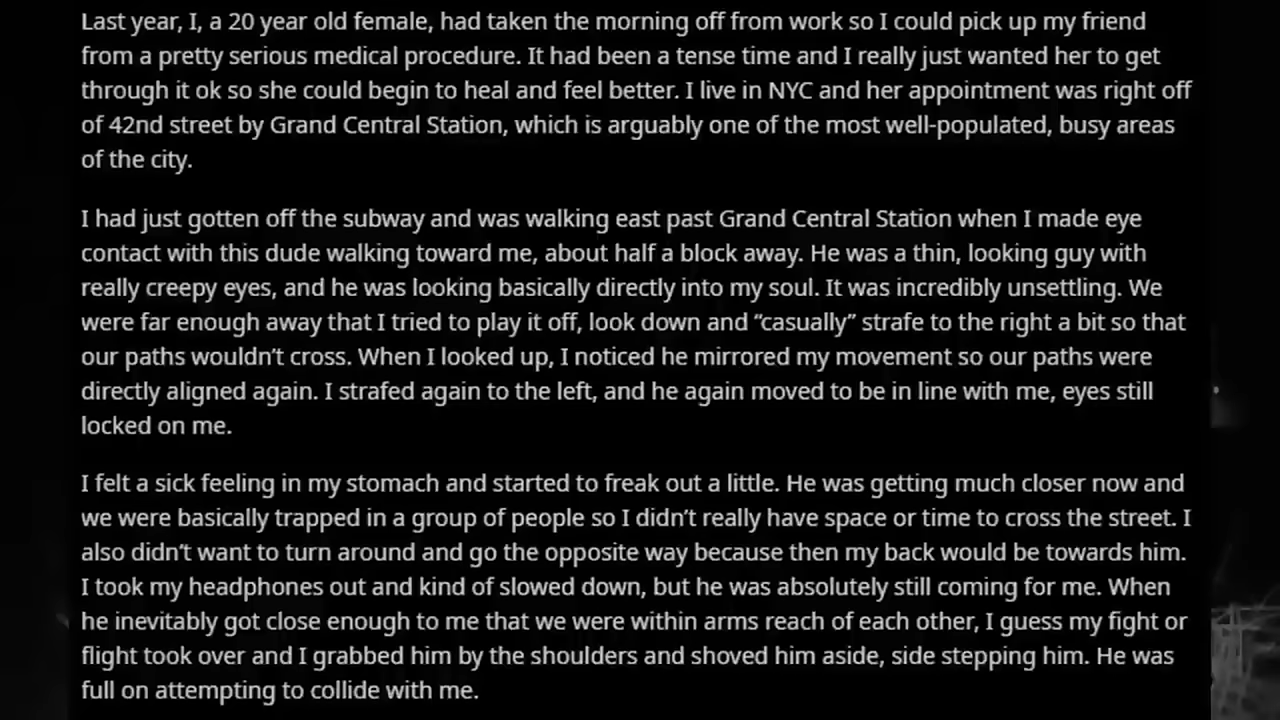 Last year, I, a 20 year old female, had taken the morning off from work so I could pick up my friend
from a pretty serious medical procedure. It had been a tense time and I really just wanted her to get
through it ok so she could begin to heal and feel better. I live in NYC and her appointment was right off
of 42nd street by Grand Central Station, which is arguably one of the most well-populated, busy areas
of the city.
I had just gotten off the subway and was walking east past Grand Central Station when I made eye
contact with this dude walking toward me, about half a block away. He was a thin, looking guy with
really creepy eyes, and he was looking basically directly into my soul. It was incredibly unsettling. We
were far enough away that I tried to play it off, look down and “casually” strafe to the right a bit so that
our paths wouldn’t cross. When I looked up, I noticed he mirrored my movement so our paths were
directly aligned again. I strafed again to the left, and he again moved to be in line with me, eyes still
locked on me.
I felt a sick feeling in my stomach and started to freak out a little. He was getting much closer now and
we were basically trapped in a group of people so I didn’t really have space or time to cross the street. I
also didn’t want to turn around and go the opposite way because then my back would be towards him.
I took my headphones out and kind of slowed down, but he was absolutely still coming for me. When
he inevitably got close enough to me that we were within arms reach of each other, I guess my fight or
flight took over and I grabbed him by the shoulders and shoved him aside, side stepping him. He was
full on attempting to collide with me.